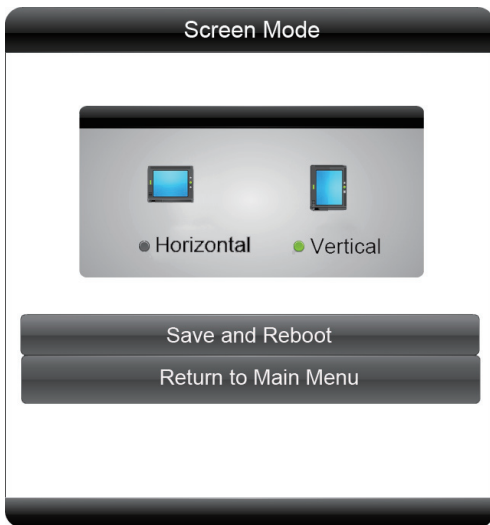 Screen Mode
Horizontal Vertical
Save and Reboot
Return to Main Menu